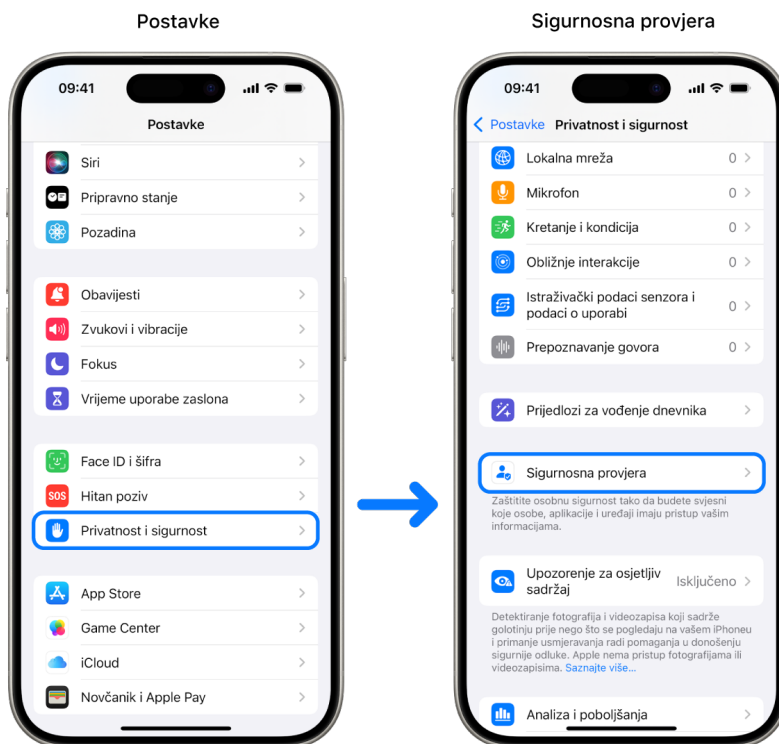 Postavke
09:41
Postavke
Siri
Pripravno stanje
Pozadina
Obavijesti
Zvukovi i vibracije
Fokus
Vrijeme uporabe zaslona
Face ID i šifra
SOS Hitan poziv
Privatnost i sigurnost
App Store
Game Center
iCloud
Novčanik i Apple Pay
Sigurnosna provjera
09:41
Postavke Privatnost i sigurnost
Lokalna mreža 0
Mikrofon 0
Kretanje i kondicija 0
Obližnje interakcije 0
Istraživački podaci senzora i
podaci o uporabi 0
Prepoznavanje govora 0
Prijedlozi za vođenje dnevnika
Sigurnosna provjera
Zaštitite osobnu sigurnost tako da budete svjesni
koje osobe, aplikacije i uređaji imaju pristup vašim
informacijama.
Upozorenje za osjetljiv
sadržaj Isključeno
Detektiranje fotografija i videozapisa koji sadrže
golotinju prije nego što se pogledaju na vašem iPhoneu
i primanje usmjeravanja radi pomaganja u donošenju
sigurnije odluke. Apple nema pristup fotografijama ili
videozapisima. Saznajte više...
Analiza i poboljšanja